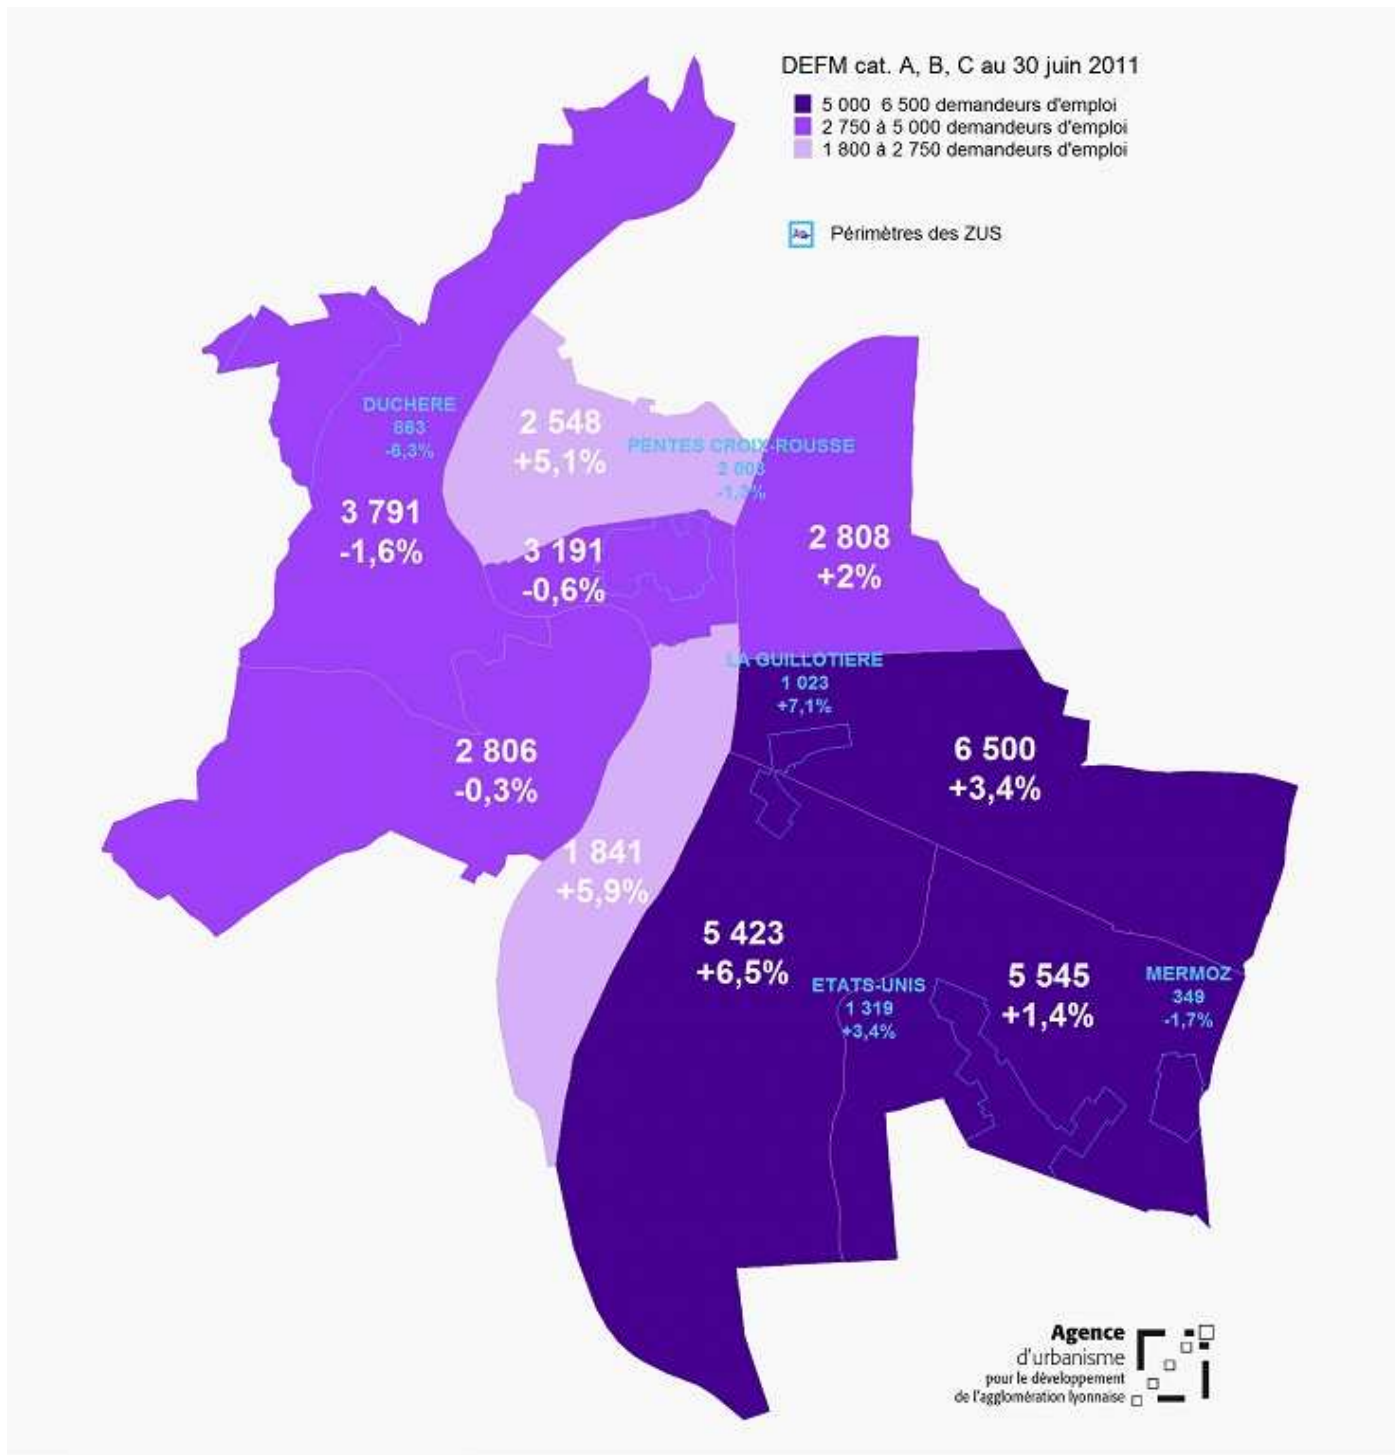 DEFM cat. A, B, C au 30 juin 2011
5 000 6 500 demandeurs d'emploi
2 750 à 5 000 demandeurs d'emploi
1 800 à 2 750 demandeurs d'emploi
Périmètres des ZUS
DUCHERE
863
-6,3%
2 548
+5,1%
PENTES CROIX-ROUSSE
2 003
3 791
-1,6%
3 191
-0,6%
2 808
+2%
LA GUILLOTIERE
1 023
+7,1%
2 806
-0,3%
6 500
+3,4%
1 841
+5,9%
5 423
+6,5%
ETATS-UNIS
1 319
+3,4%
5 545
+1,4%
MERMOZ
349
-1,7%
Agence
d'urbanisme
pour le développement
de l'agglomération lyonnaise